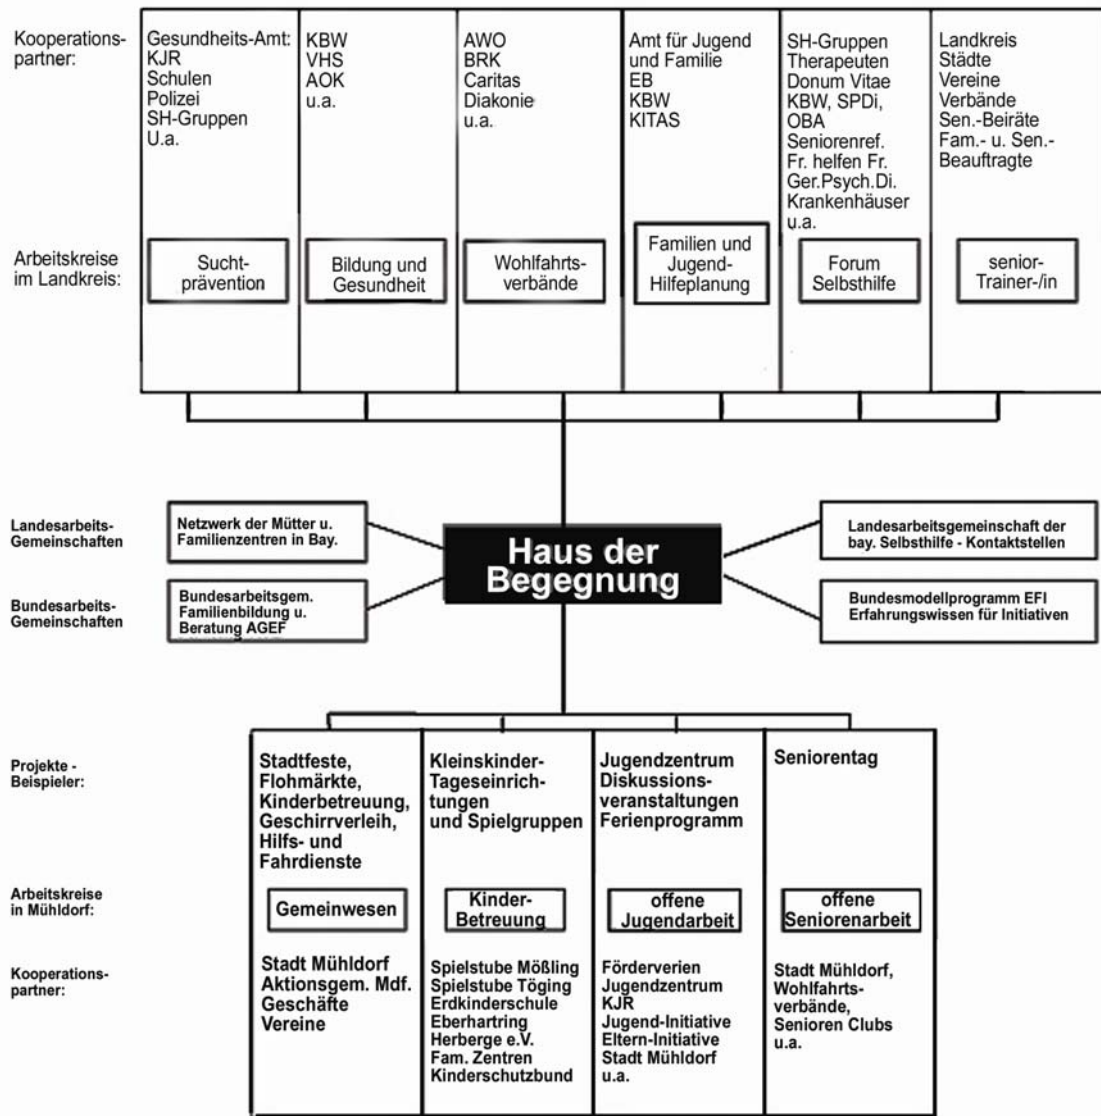 Kooperations-
partner:
Gesundheits-Amt:
KJR
Schulen
Polizei
SH-Gruppen
U.a.
KBW
VHS
AOK
u.a.
AWO
BRK
Caritas
Diakonie
u.a.
Amt für Jugend
und Familie
EB
KBW
KITAS
SH-Gruppen
Therapeuten
Donum Vitae
KBW, SPDi,
OBA
Seniorenref.
Fr. helfen Fr.
Ger.Psych.Di.
Krankenhäuser
u.a.
Landkreis
Städte
Vereine
Verbände
Sen.-Beiräte
Fam.- u. Sen.-
Beauftragte
Arbeitskreise
im Landkreis:
Sucht-
prävention
Bildung und
Gesundheit
Wohlfahrts-
verbände
Familien und
Jugend-
Hilfeplanung
Forum
Selbsthilfe
senior-
Trainer-/in
Landesarbeits-
Gemeinschaften
Netzwerk der Mütter u.
Familienzentren in Bay.
Haus der
Begegnung
Landesarbeitsgemeinschaft der
bay. Selbsthilfe - Kontaktstellen
Bundesarbeits-
Gemeinschaften
Bundesarbeitsgem.
Familienbildung u.
Beratung AGEF
Bundesmodellprogramm EFI
Erfahrungswissen für Initiativen
Projekte -
Beispieler:
Stadtfeste,
Flohmärkte,
Kinderbetreuung,
Geschirrverleih,
Hilfs- und
Fahrdienste
Kleinskinder-
Tageseinrich-
tungen
und Spielgruppen
Jugendzentrum
Diskussions-
veranstaltungen
Ferienprogramm
Seniorentag
Arbeitskreise
in Mühldorf:
Gemeinwesen
Kinder-
Betreuung
offene
Jugendarbeit
offene
Seniorenarbeit
Kooperations-
partner:
Stadt Mühldorf
Aktionsgem. Mdf.
Geschäfte
Vereine
Spielstube Mößling
Spielstube Töging
Erdkinderschule
Eberhartring
Herberge e.V.
Fam. Zentren
Kinderschutzbund
Förderverien
Jugendzentrum
KJR
Jugend-Initiative
Eltern-Initiative
Stadt Mühldorf
u.a.
Stadt Mühldorf,
Wohlfahrts-
verbände,
Senioren Clubs
u.a.